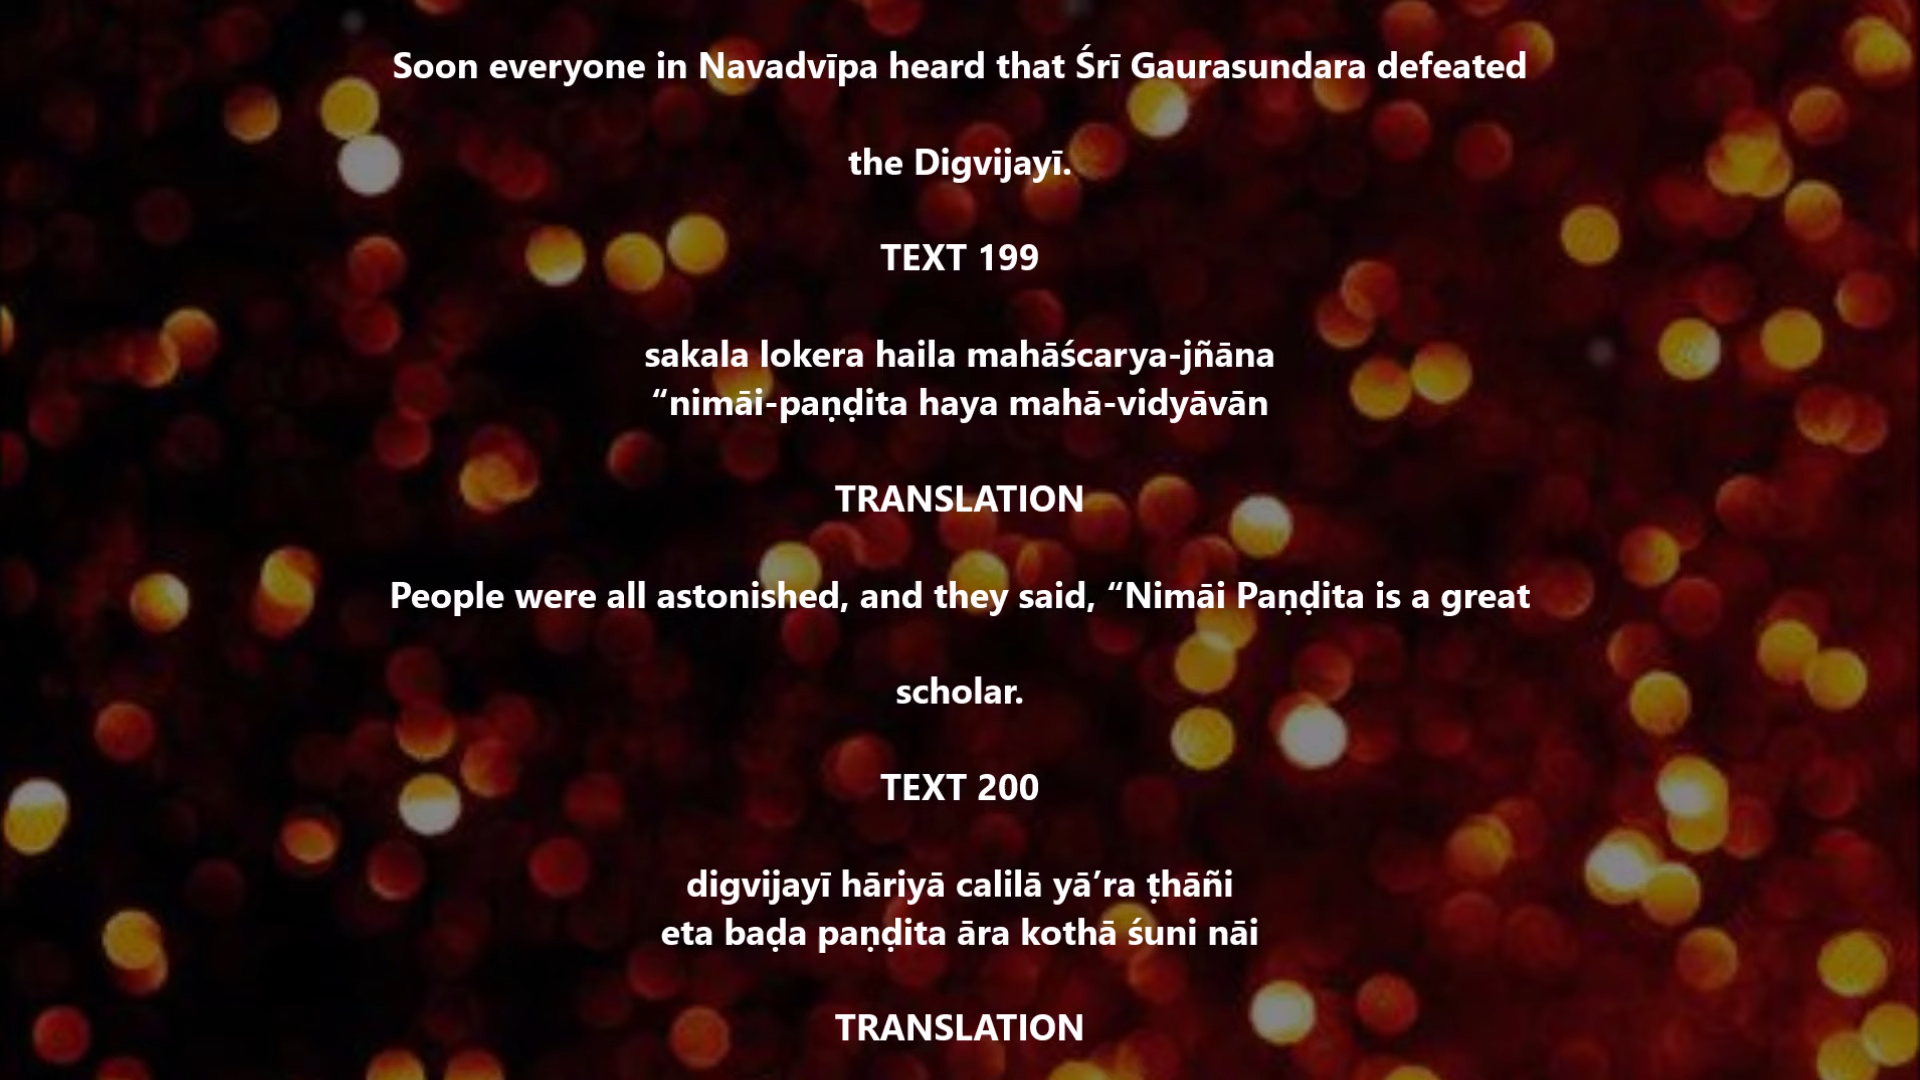 Soon everyone in Navadvīpa heard that Śrī Gaurasundara defeated
the Digvijayī.
TEXT 199
sakala lokera haila mahāścarya-jñāna
“nimāi-paṇḍita haya mahā-vidyāvān
TRANSLATION
People were all astonished, and they said, “Nimāi Paṇḍita is a great
scholar.
TEXT 200
digvijayī hāriyā calilā yā’ra ṭhāñi
eta baḍa paṇḍita āra kothā śuni nāi
TRANSLATION